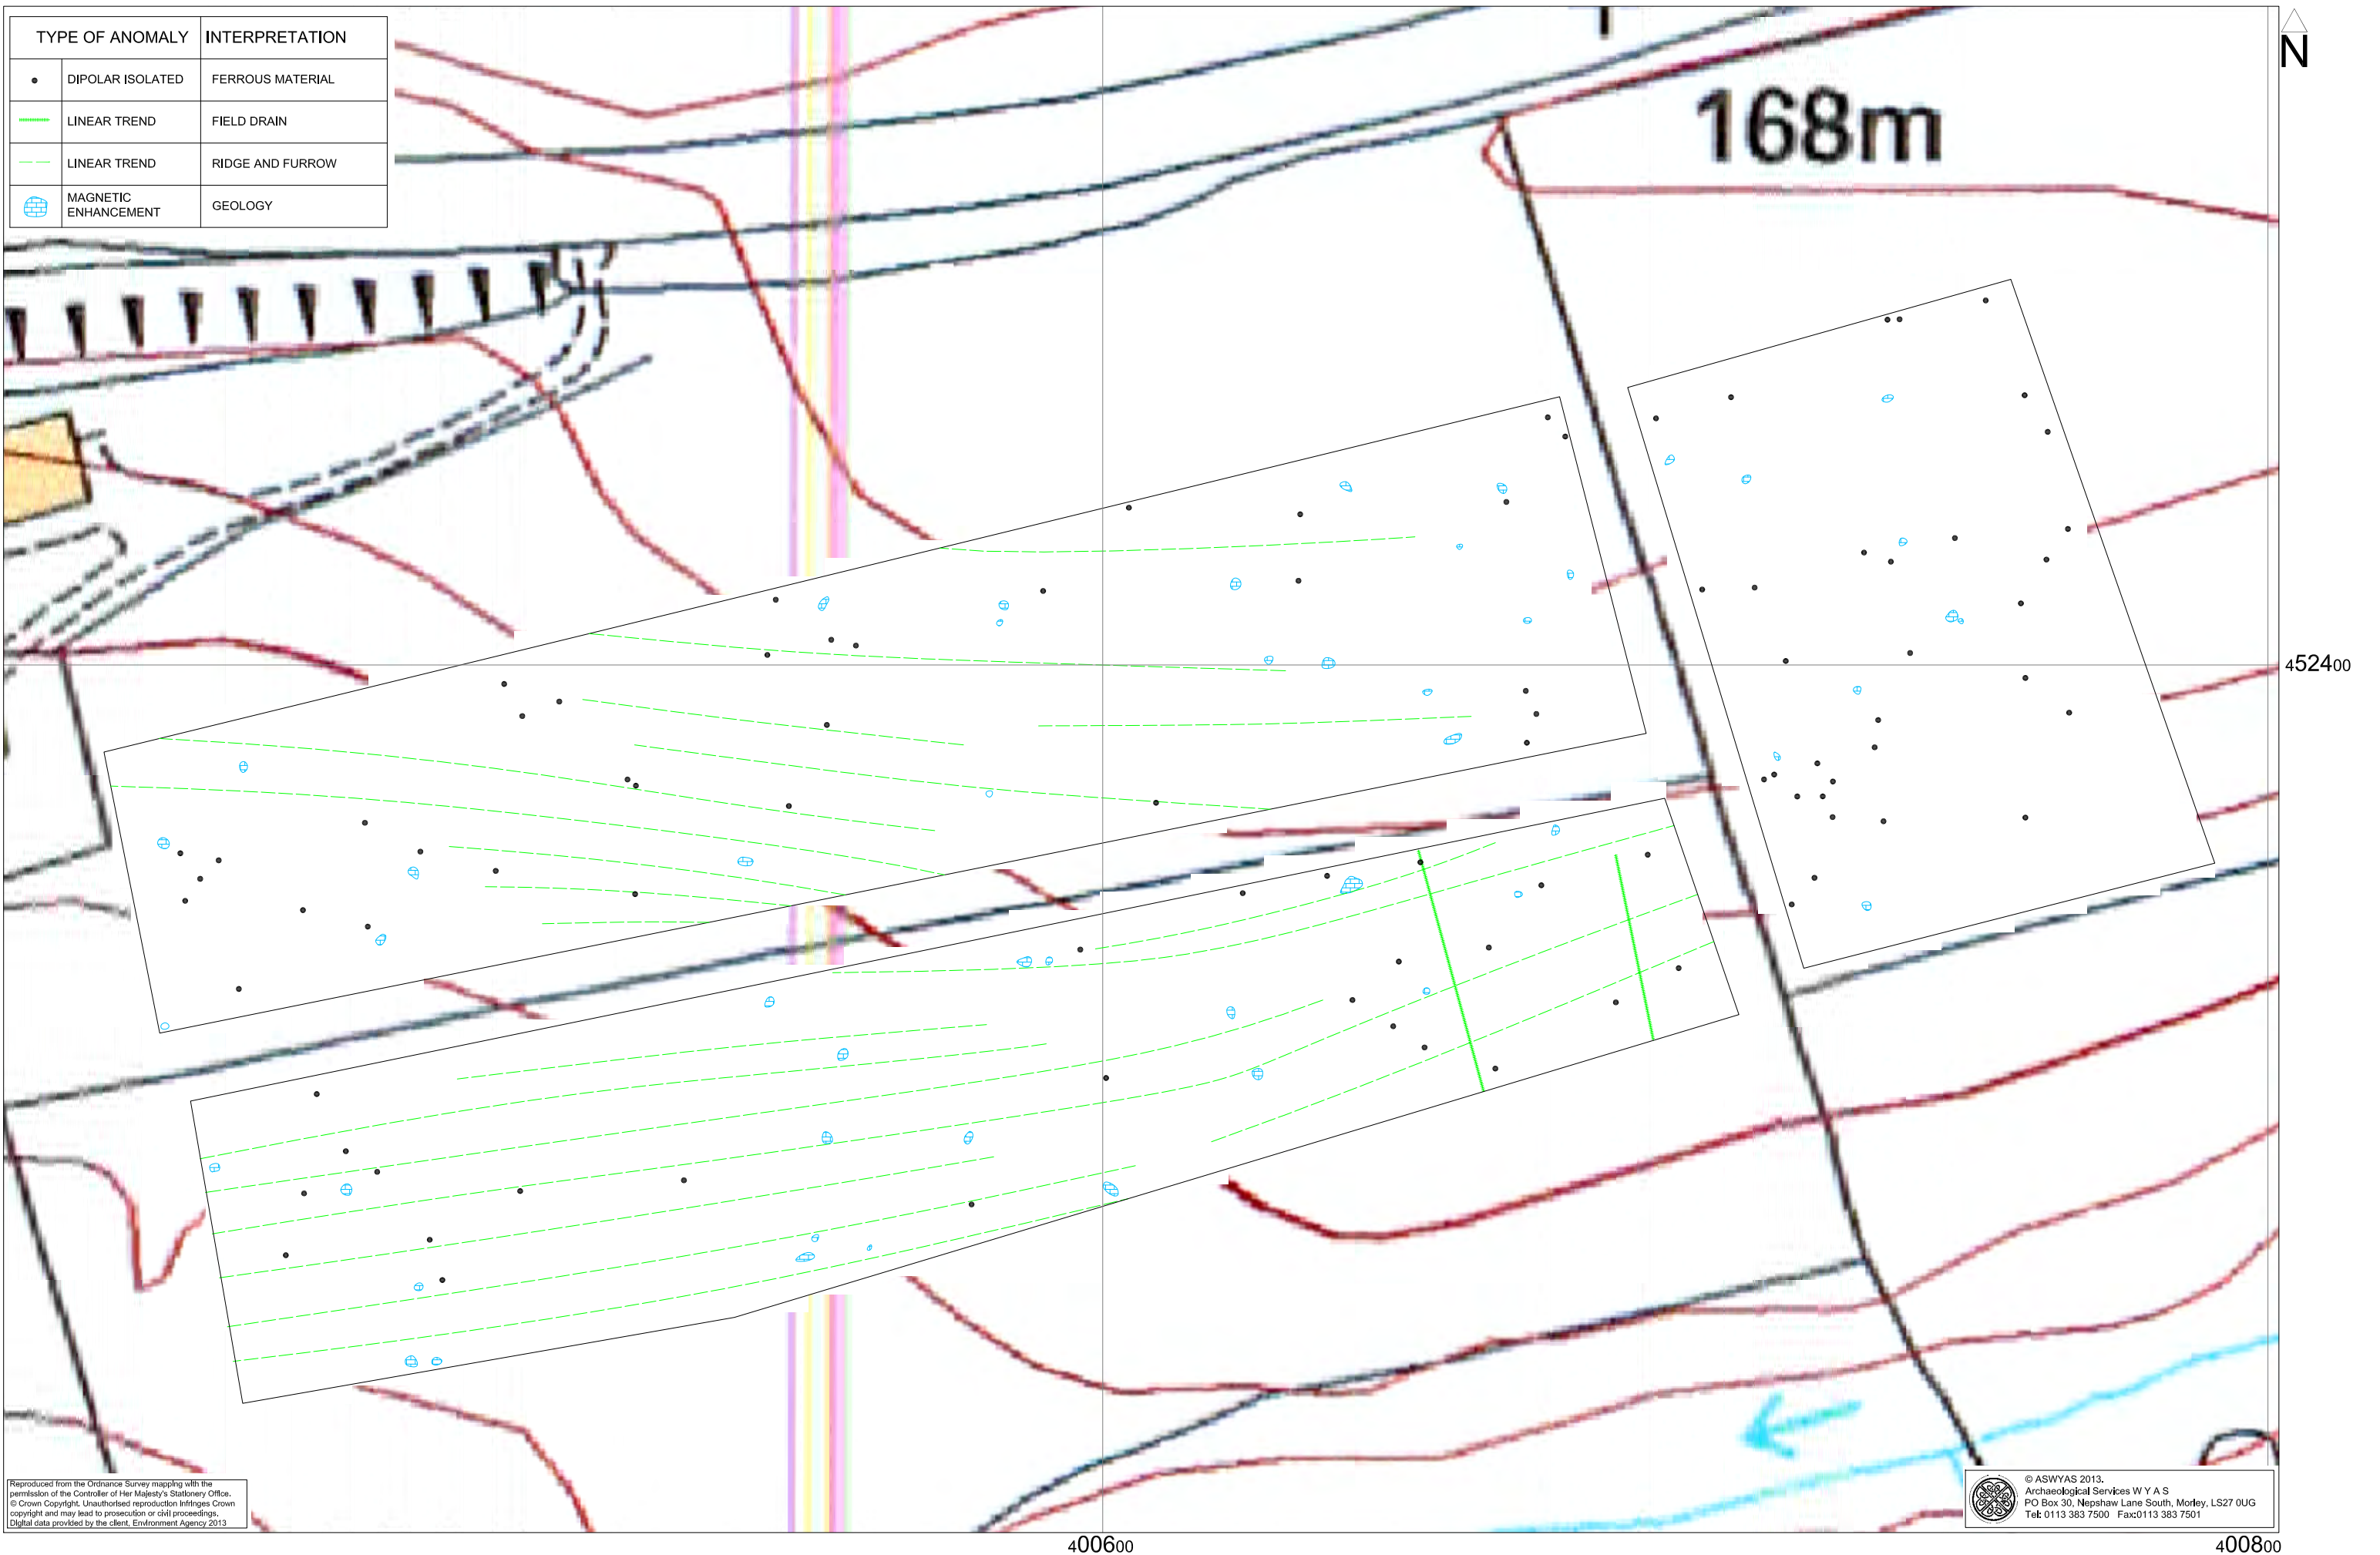 TYPE OF ANOMALY INTERPRETATION
DIPOLAR ISOLATED FERROUS MATERIAL
LINEAR TREND FIELD DRAIN
LINEAR TREND RIDGE AND FURROW
MAGNETIC
ENHANCEMENT GEOLOGY
N
168m
452400
400600
400800
Reproduced from the Ordnance Survey mapping with the
permission of the Controller of Her Majesty's Stationery Office.
© Crown Copyright. Unauthorised reproduction infringes Crown
copyright and may lead to prosecution or civil proceedings.
Digital data provided by the client, Environment Agency 2013
© ASWYAS 2013.
Archaeological Services W Y A S
PO Box 30, Nepshaw Lane South, Morley, LS27 0UG
Tel: 0113 383 7500 Fax:0113 383 7501